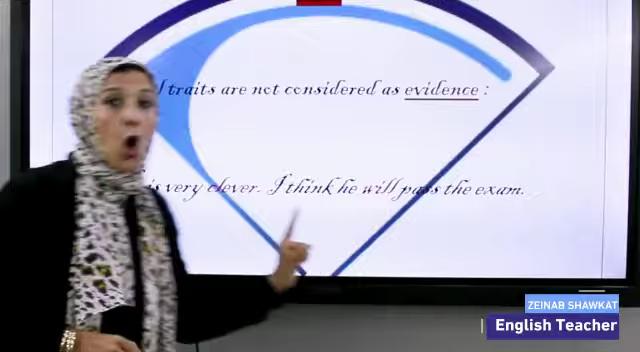 traits are not considered as evidence :
is very clever. I think he will pass the exam.
ZEINAB SHAWKAT
English Teacher